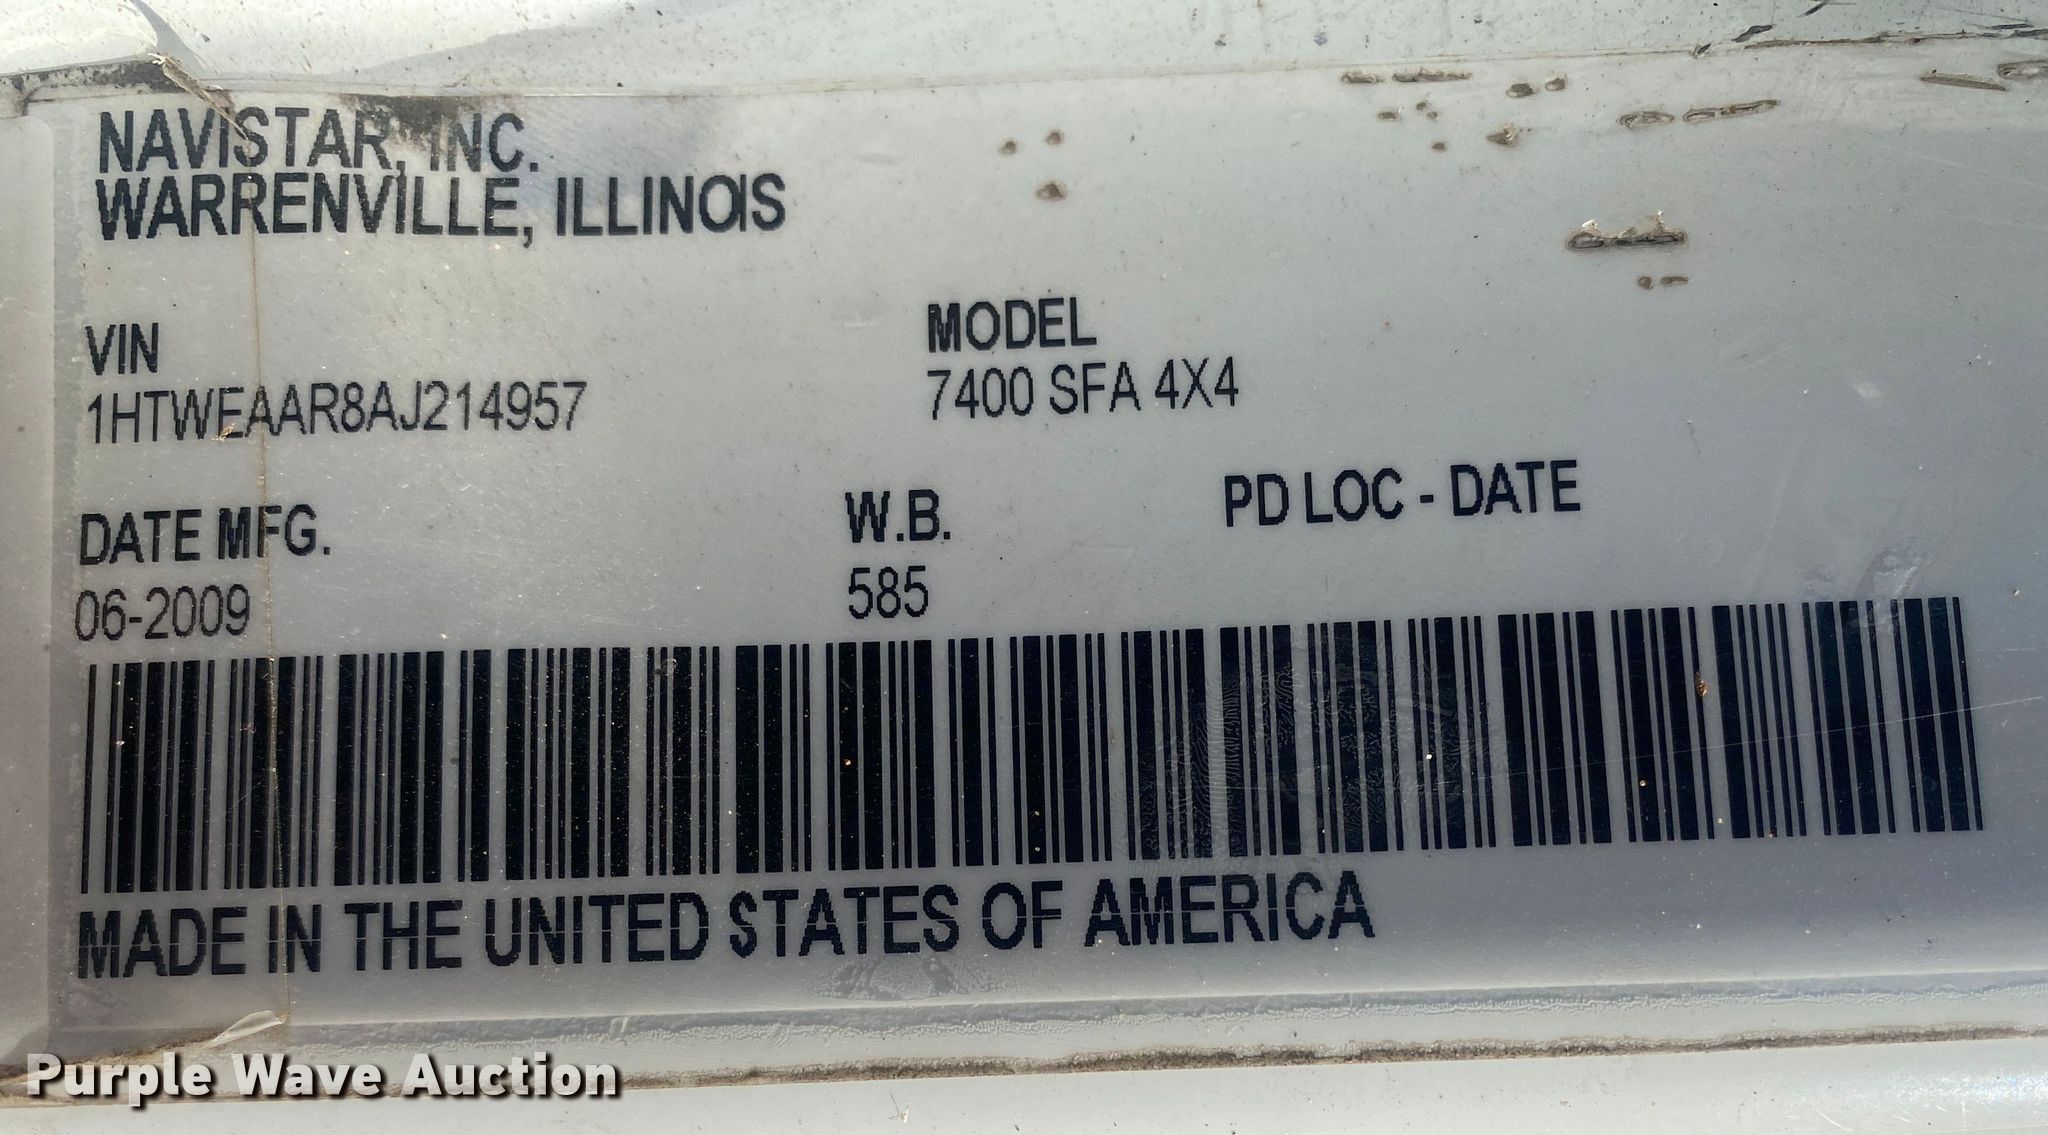 NAVISTAR, INC.
WARRENVILLE, ILLINOIS
VIN
1HTWEAAR8AJ214957
MODEL
7400 SFA 4X4
DATE MFG.
06-2009
W.B.
585
PD LOC - DATE
MADE IN THE UNITED STATES OF AMERICA
Purple Wave Auction